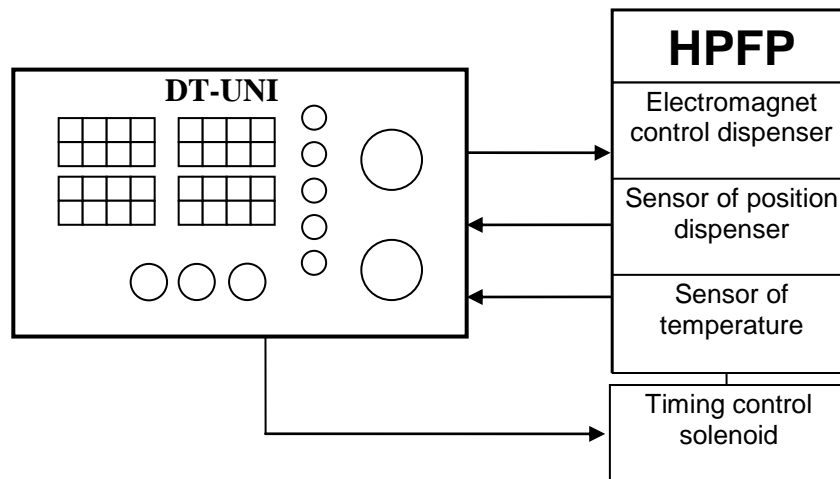 HPFP
DT-UNI
Electromagnet
control dispenser
Sensor of position
dispenser
Sensor of
temperature
Timing control
solenoid